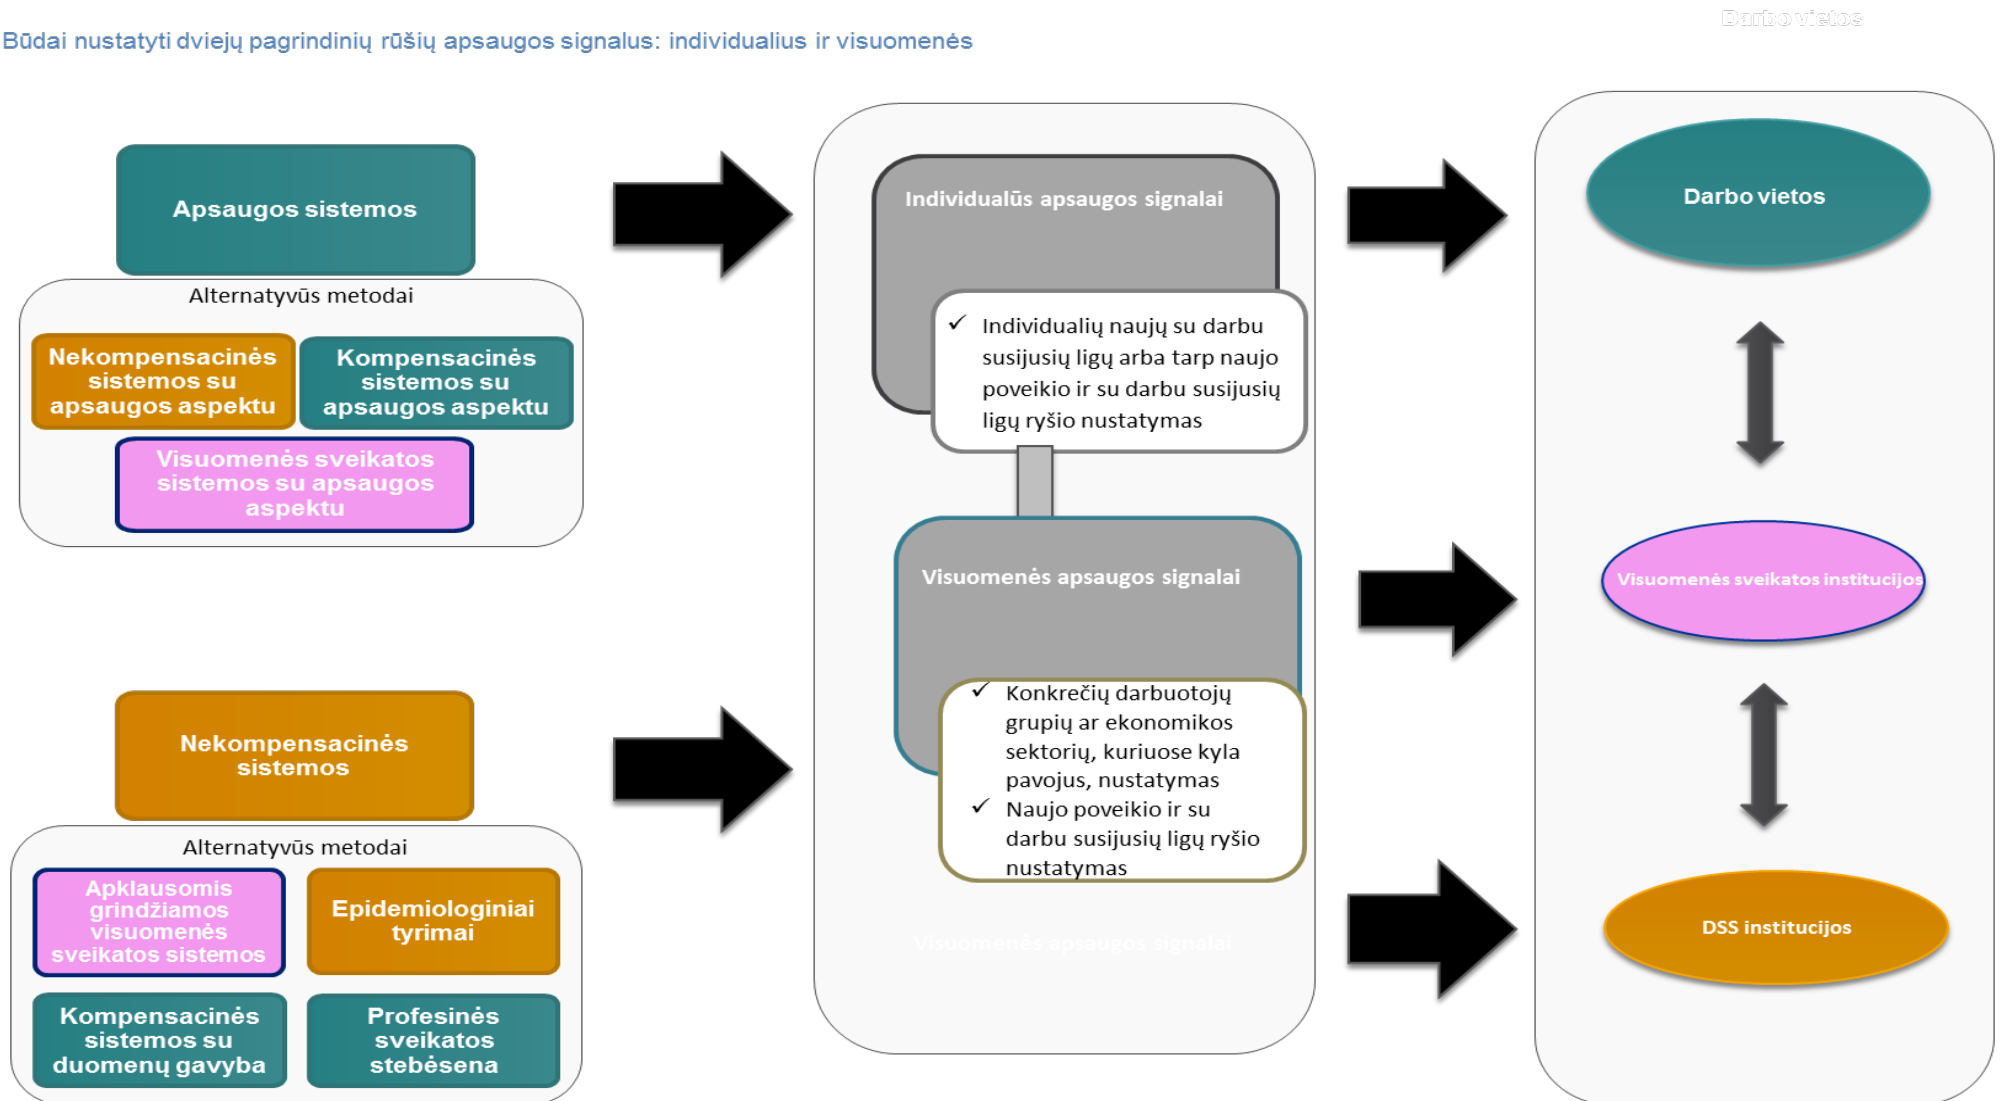 Darbo vietos
Būdai nustatyti dviejų pagrindinių rūšių apsaugos signalus: individualius ir visuomenės
Apsaugos sistemos
Alternatyvūs metodai
Nekompensacinės
sistemos su
apsaugos aspektu
Kompensacinės
sistemos su
apsaugos aspektu
Visuomenės sveikatos
sistemos su apsaugos
aspektu
Nekompensacinės
sistemos
Alternatyvūs metodai
Apklausomis
grindžiamos
visuomenės
sveikatos sistemos
Epidemiologiniai
tyrimai
Kompensacinės
sistemos su
duomenų gavyba
Profesinės
sveikatos
stebėsena
Individualūs apsaugos signalai
✓ Individualių naujų su darbu
susijusių ligų arba tarp naujo
poveikio ir su darbu susijusių
ligų ryšio nustatymas
Visuomenės apsaugos signalai
✓ Konkrečių darbuotojų
grupių ar ekonomikos
sektorių, kuriuose kyla
pavojus, nustatymas
✓ Naujo poveikio ir su
darbu susijusių ligų ryšio
nustatymas
Visuomenės apsaugos signalai
Darbo vietos
Visuomenės sveikatos institucijos
DSS institucijos